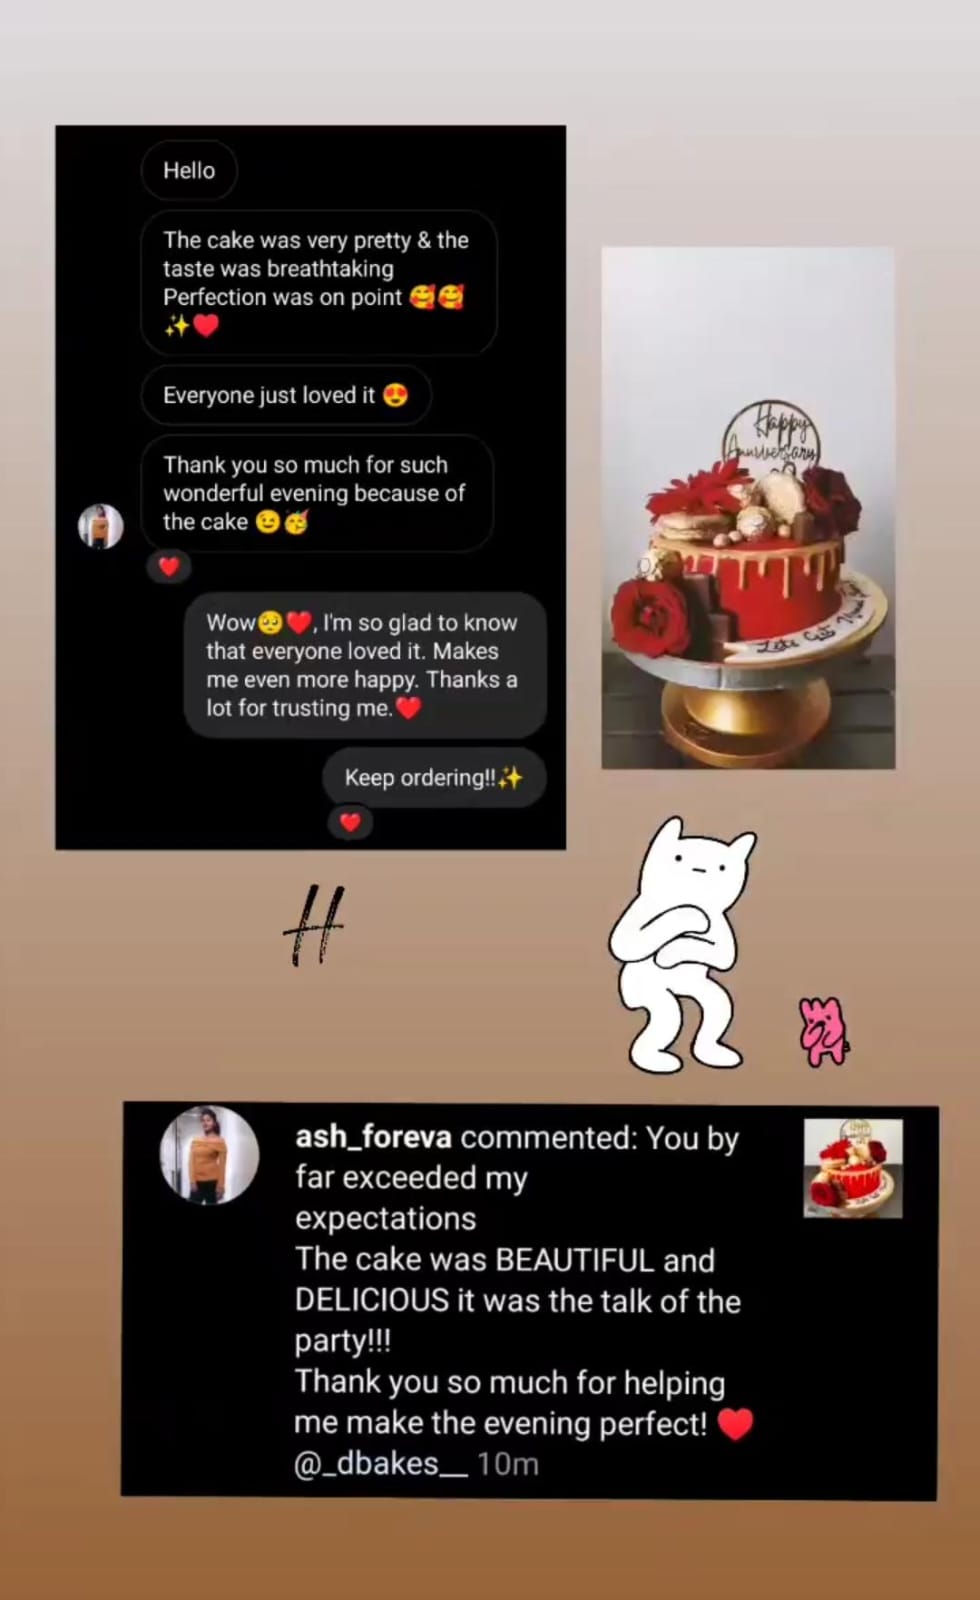 Hello
The cake was very pretty & the
taste was breathtaking
Perfection was on point 🥰🥰
✨❤️
Everyone just loved it 😍
Thank you so much for such
wonderful evening because of
the cake 😉🥳
❤️
Wow🥺❤️, I'm so glad to know
that everyone loved it. Makes
me even more happy. Thanks a
lot for trusting me.❤️
Keep ordering!!✨
❤️
Happy
Anniversary
Lets Get
H
ash_foreva commented: You by
far exceeded my
expectations
The cake was BEAUTIFUL and
DELICIOUS it was the talk of the
party!!!
Thank you so much for helping
me make the evening perfect! ❤️
@_dbakes__ 10m